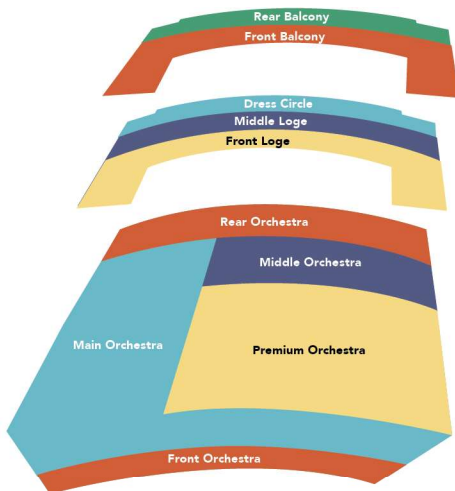 Rear Balcony
Front Balcony
Dress Circle
Middle Loge
Front Loge
Rear Orchestra
Middle Orchestra
Main Orchestra
Premium Orchestra
Front Orchestra